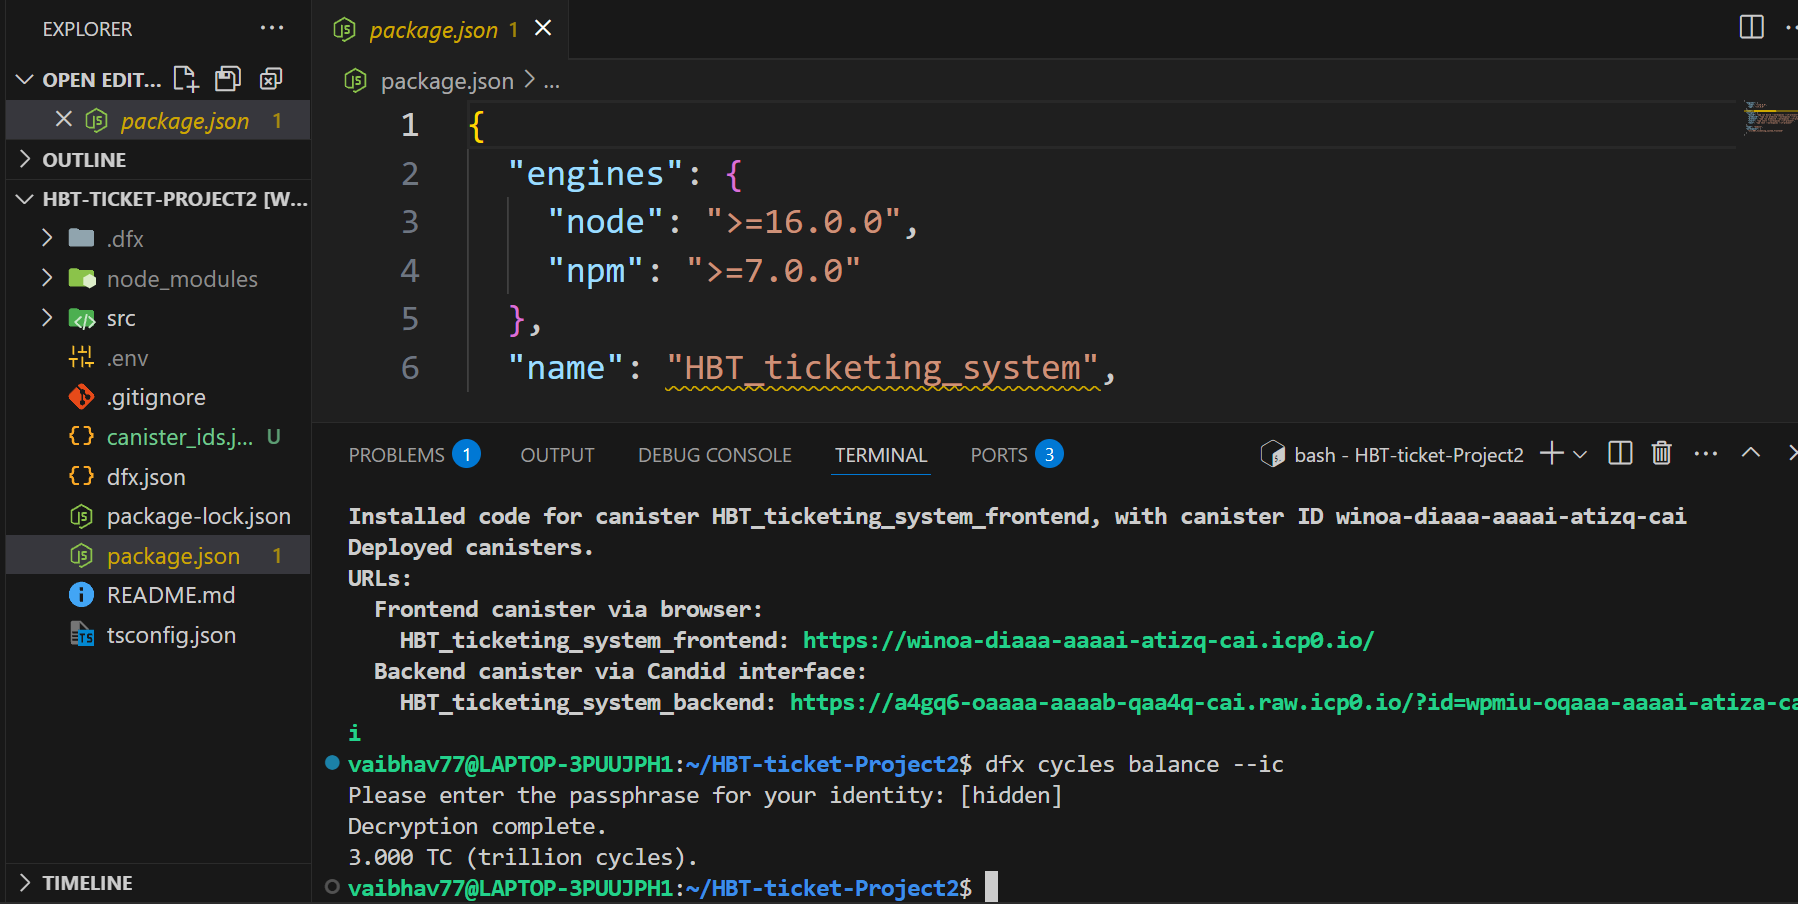 EXPLORER
OPEN EDIT...
package.json 1
OUTLINE
HBT-TICKET-PROJECT2 [W...
.dfx
node_modules
src
.env
.gitignore
canister_ids.j... U
dfx.json
package-lock.json
package.json 1
README.md
tsconfig.json
TIMELINE
package.json 1
package.json > ...
1 {
2 "engines": {
3 "node": ">=16.0.0",
4 "npm": ">=7.0.0"
5 },
6 "name": "HBT_ticketing_system",
PROBLEMS 1 OUTPUT DEBUG CONSOLE TERMINAL PORTS 3 bash - HBT-ticket-Project2
Installed code for canister HBT_ticketing_system_frontend, with canister ID winoa-diaaa-aaaai-atizq-cai
Deployed canisters.
URLs:
Frontend canister via browser:
HBT_ticketing_system_frontend: https://winoa-diaaa-aaaai-atizq-cai.icp0.io/
Backend canister via Candid interface:
HBT_ticketing_system_backend: https://a4gq6-oaaaa-aaaab-qaa4q-cai.raw.icp0.io/?id=wpmiu-oqaaa-aaaai-atiza-ca
i
vaibhav77@LAPTOP-3PUUJPH1:~/HBT-ticket-Project2$ dfx cycles balance --ic
Please enter the passphrase for your identity: [hidden]
Decryption complete.
3.000 TC (trillion cycles).
vaibhav77@LAPTOP-3PUUJPH1:~/HBT-ticket-Project2$